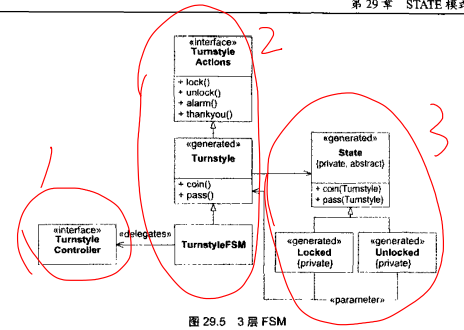 第 29 章 STATE 模式
2
«interface»
Turnstyle
Actions
+ lock()
+ unlock()
+ alarm()
+ thankyou()
3
«generated»
Turnstyle
+ coin()
+ pass()
«generated»
State
{private, abstract}
+ coin(Turnstyle)
+ pass(Turnstyle)
1
«interface»
Turnstyle
Controller
«delegates»
TurnstyleFSM
«generated»
Locked
{private}
«generated»
Unlocked
{private}
«parameter»
图 29.5 3 层 FSM